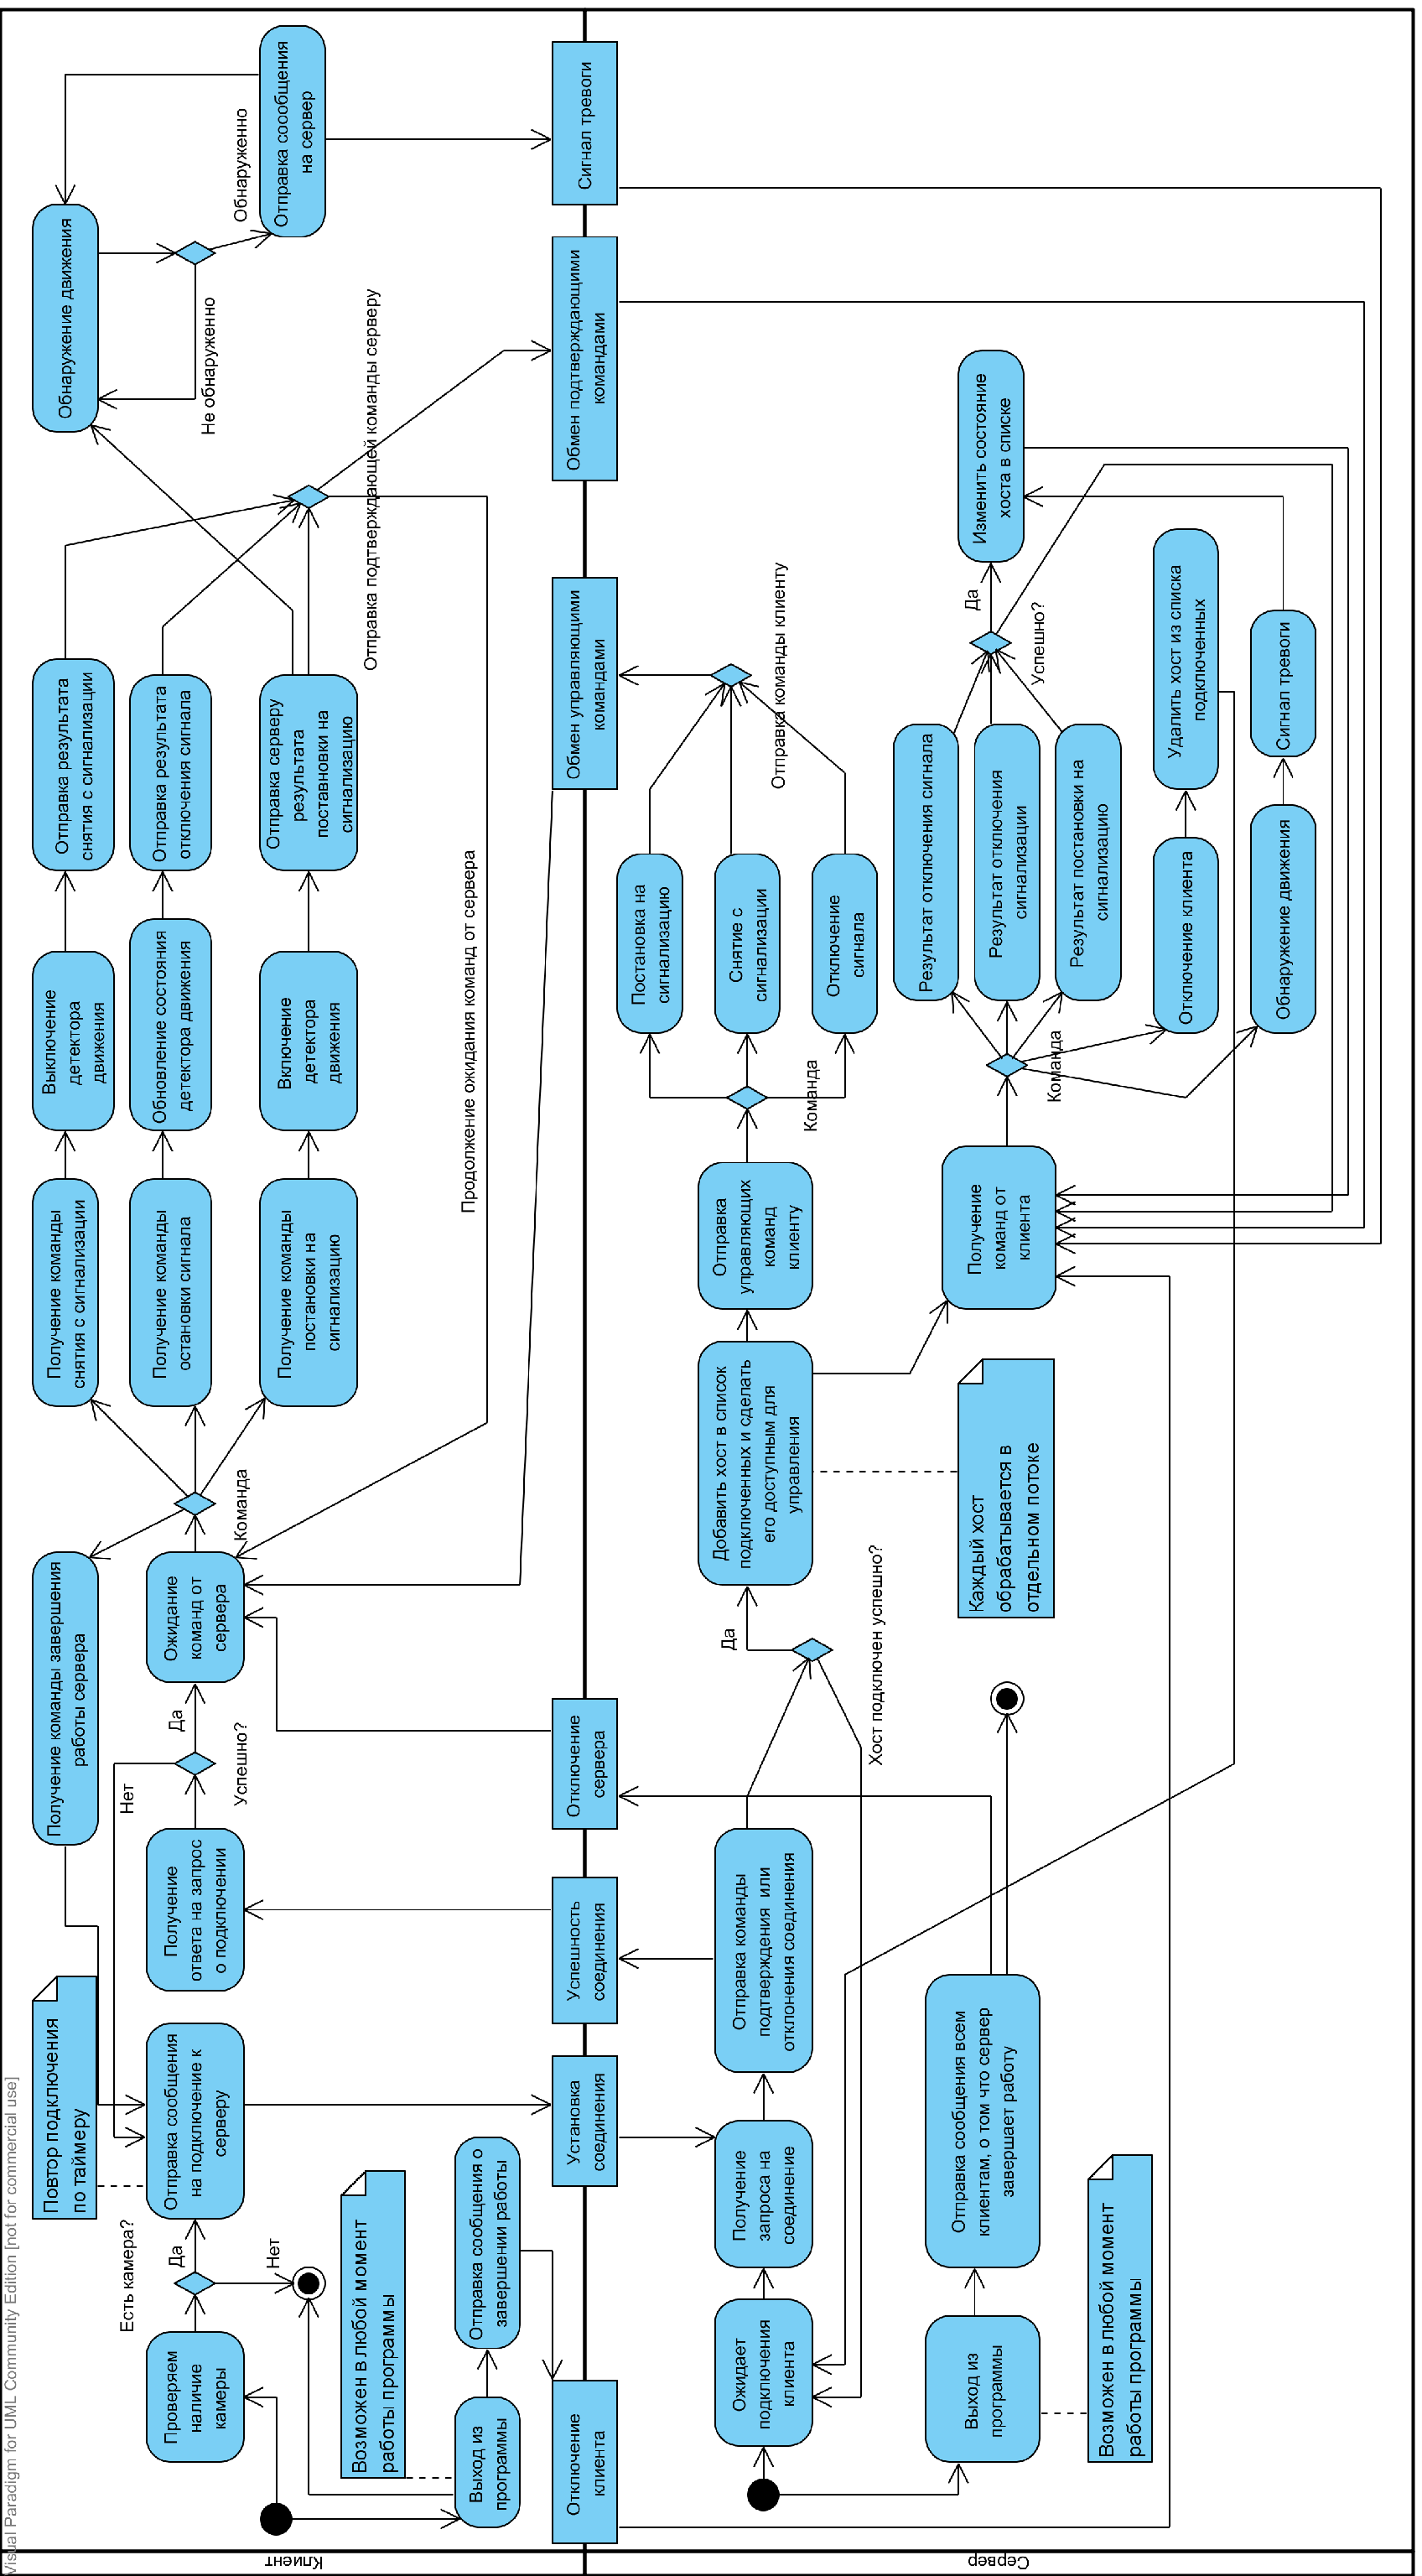 Visual Paradigm for UML Community Edition [not for commercial use]
Клиент
Проверяем
наличие
камеры
Есть камера?
Да
Нет
Повтор подключения
по таймеру
Отправка сообщения
на подключение к
серверу
Возможен в любой момент
работы программы
Выход из
программы
Отправка сообщения о
завершении работы
Получение
ответа на запрос
о подключении
Нет
Успешно?
Да
Получение команды завершения
работы сервера
Ожидание
команд от
сервера
Команда
Получение команды
снятия с сигнализации
Получение команды
остановки сигнала
Получение команды
постановки на
сигнализацию
Выключение
детектора
движения
Обновление состояния
детектора движения
Включение
детектора
движения
Отправка результата
снятия с сигнализации
Отправка результата
отключения сигнала
Отправка серверу
результата
поставновки на
сигнализацию
Продолжение ожидания команд от сервера
Отправка подтверждающей команды серверу
Обнаружение движения
Не обнаруженно
Обнаруженно
Отправка соообщения
на сервер
Отключение
клиента
Установка
соединения
Успешность
соединения
Отключение
сервера
Обмен управляющими
командами
Обмен подтверждающими
командами
Сигнал тревоги
Сервер
Ожидает
подключения
клиента
Получение
запроса на
соединение
Отправка команды
подтверждения или
отклонения соединения
Хост подключен успешно?
Да
Добавить хост в список
подключенных и сделать
его доступным для
управления
Каждый хост
обрабатывается в
отдельном потоке
Отправка
управляющих
команд
клиенту
Команда
Постановка на
сигнализацию
Снятие с
сигнализации
Отключение
сигнала
Отправка команды клиенту
Выход из
программы
Возможен в любой момент
работы программы
Отправка сообщения всем
клиентам, о том что сервер
завершает работу
Получение
команд от
клиента
Команда
Результат отключения сигнала
Результат отключения
сигнализации
Результат постановки на
сигнализацию
Отключение клиента
Обнаружение движения
Успешно?
Да
Изменить состояние
хоста в списке
Удалить хост из списка
подключенных
Сигнал тревоги